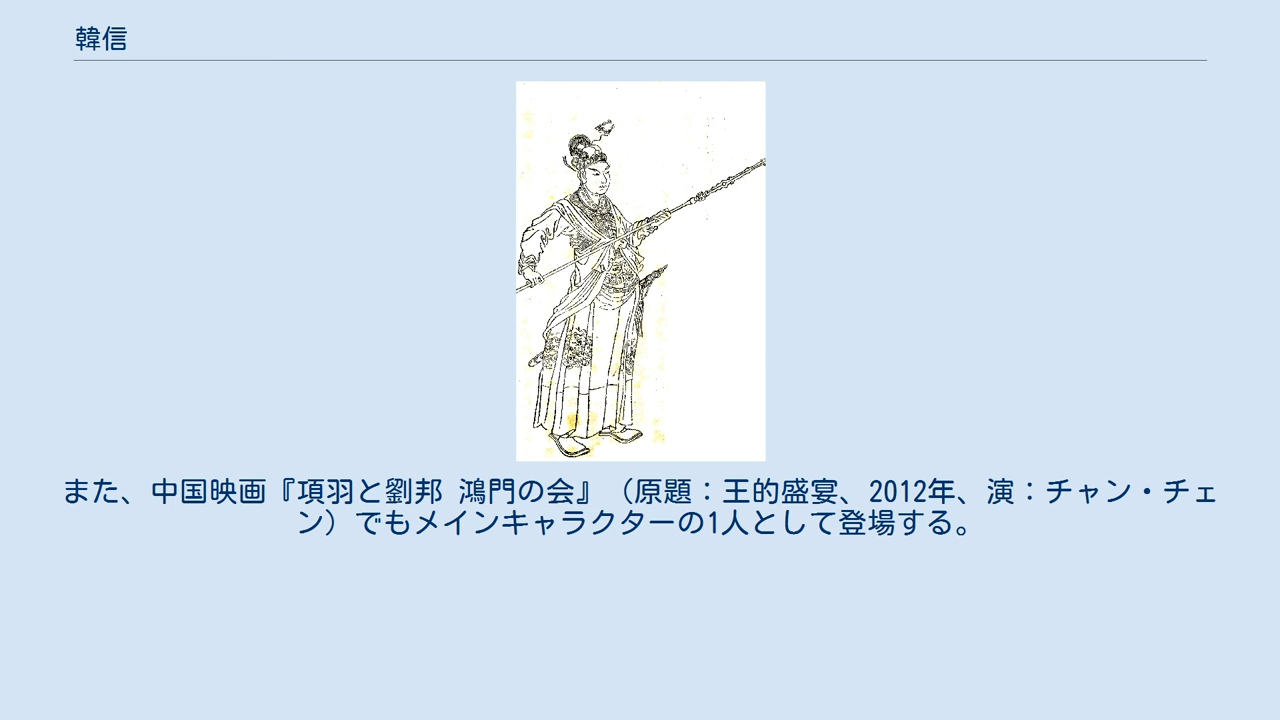 韓信
また、中国映画『項羽と劉邦 鴻門の会』（原題：王的盛宴、2012年、演：チャン・チェ
ン）でもメインキャラクターの1人として登場する。